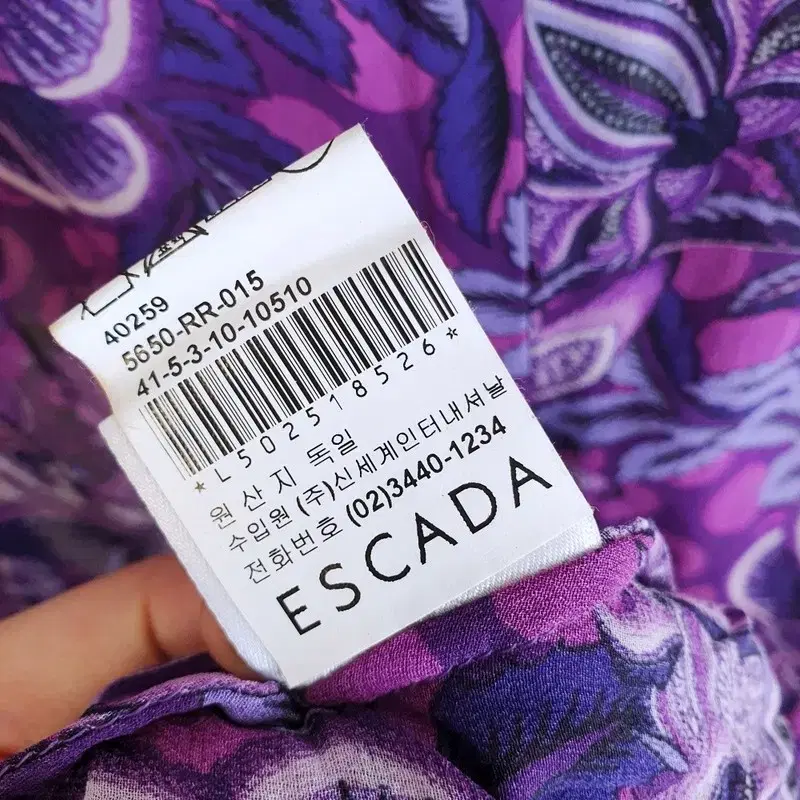 40259
5650-RR-015
41-5-3-10-10510
*L502518526*
원산지 독일
수입원 (주)신세계인터내셔날
전화번호 (02)3440-1234
ESCADA